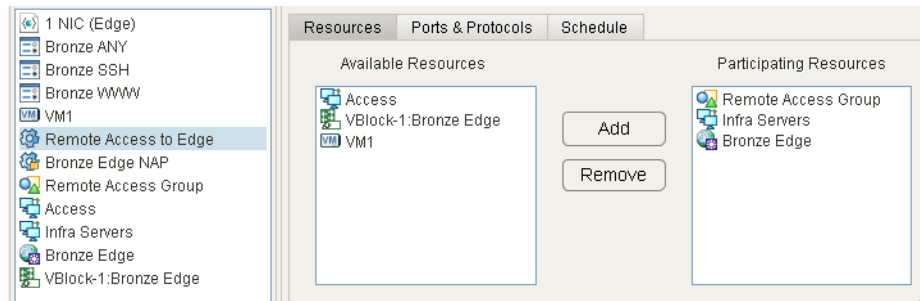 1 NIC (Edge)
Bronze ANY
Bronze SSH
Bronze WWW
VM VM1
Remote Access to Edge
Bronze Edge NAP
Remote Access Group
Access
Infra Servers
Bronze Edge
VBlock-1:Bronze Edge
Resources Ports & Protocols Schedule
Available Resources
Access
VBlock-1:Bronze Edge
VM VM1
Add
Remove
Participating Resources
Remote Access Group
Infra Servers
Bronze Edge